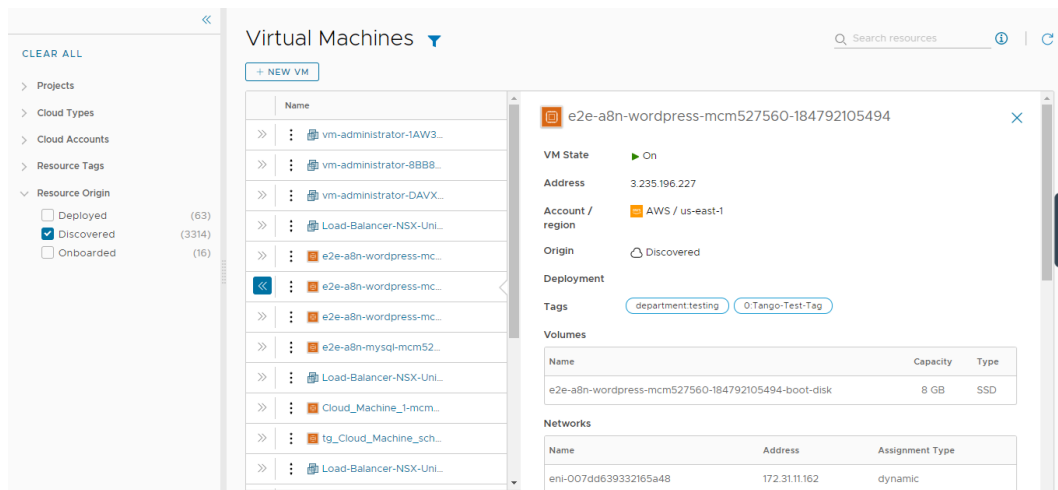 CLEAR ALL
Projects
Cloud Types
Cloud Accounts
Resource Tags
Resource Origin
Deployed (63)
Discovered (3314)
Onboarded (16)
Virtual Machines
Search resources
+ NEW VM
Name
vm-administrator-1AW3...
vm-administrator-8BB8...
vm-administrator-DAVX...
Load-Balancer-NSX-Uni...
e2e-a8n-wordpress-mc...
e2e-a8n-wordpress-mc...
e2e-a8n-wordpress-mc...
e2e-a8n-mysql-mcm52...
Load-Balancer-NSX-Uni...
Cloud_Machine_1-mcm...
tg_Cloud_Machine_sch...
Load-Balancer-NSX-Uni...
e2e-a8n-wordpress-mcm527560-184792105494
VM State On
Address 3.235.196.227
Account / region AWS / us-east-1
Origin Discovered
Deployment
Tags department:testing 0:Tango-Test-Tag
Volumes
Name Capacity Type
e2e-a8n-wordpress-mcm527560-184792105494-boot-disk 8 GB SSD
Networks
Name Address Assignment Type
eni-007dd639332165a48 172.31.11.162 dynamic